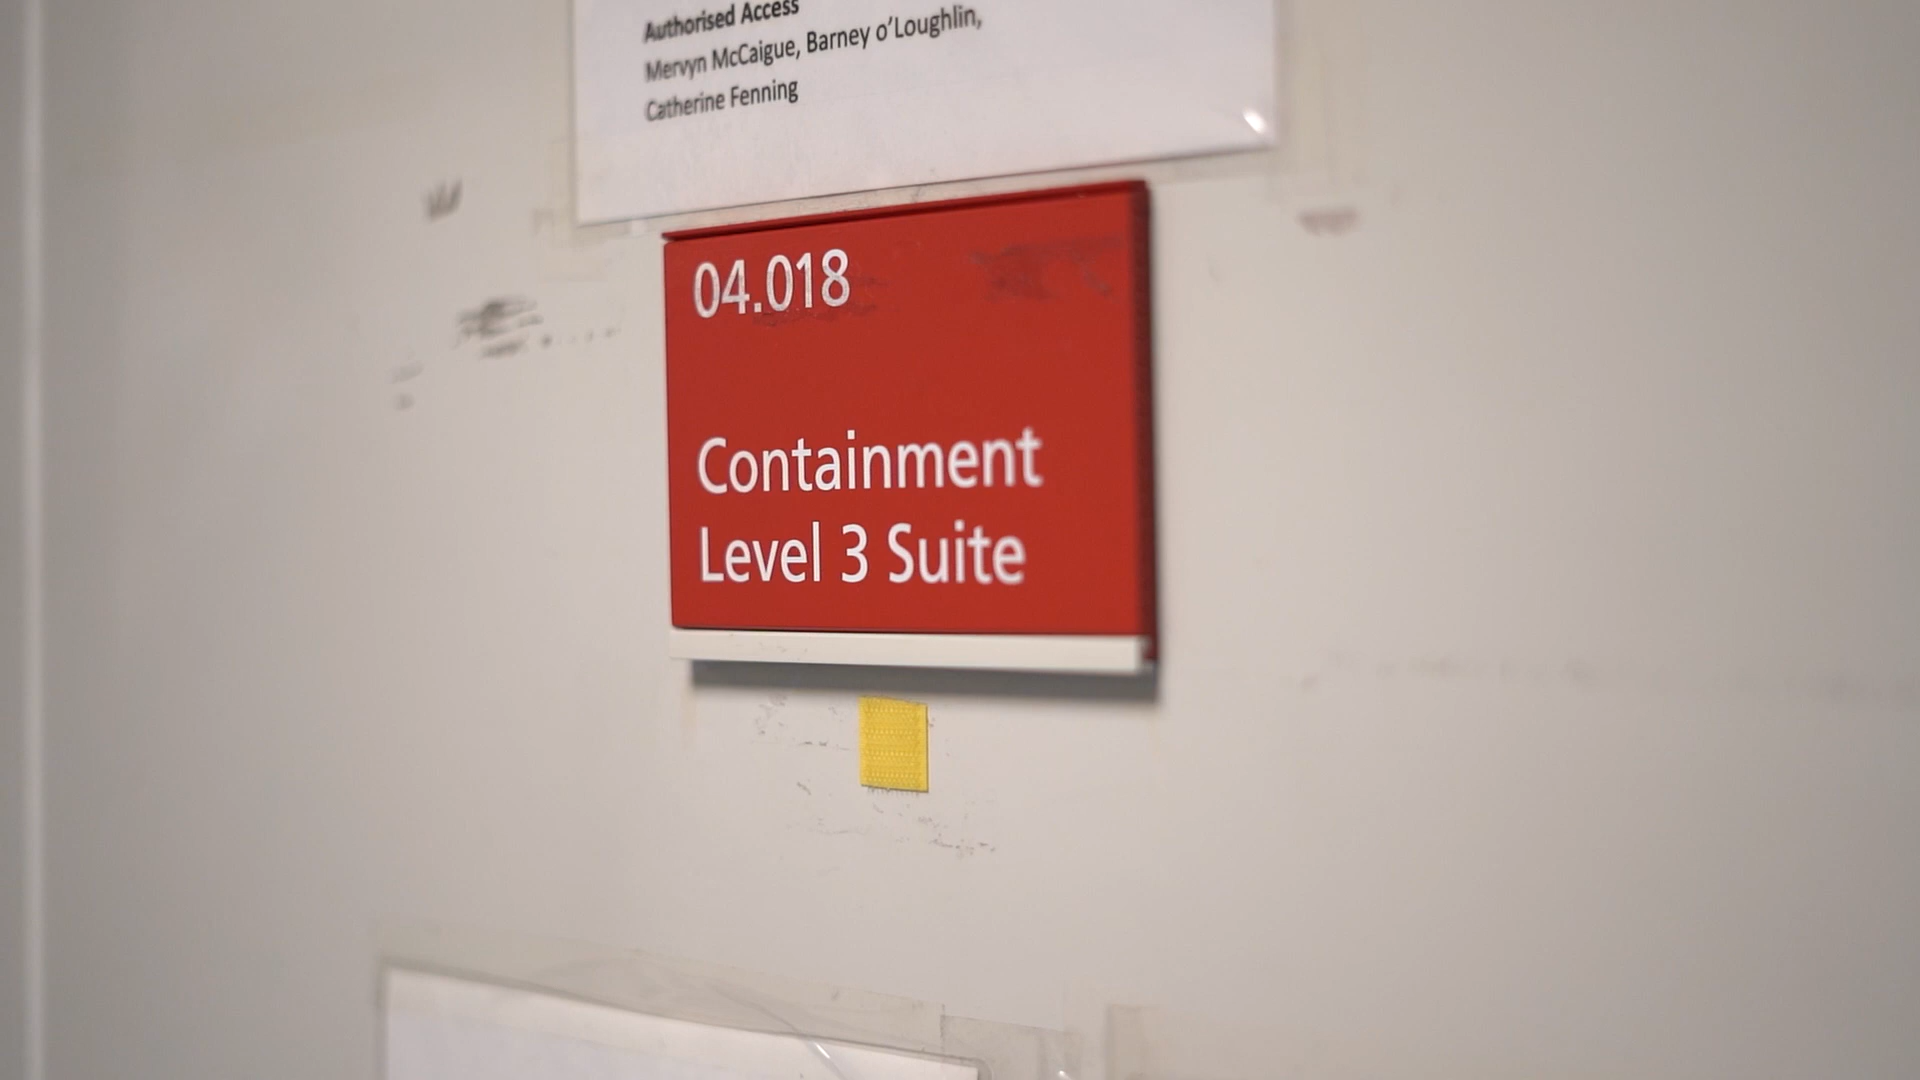 Authorised Access
Mervyn McCaigue, Barney o'Loughlin,
Catherine Fenning
04.018
Containment
Level 3 Suite